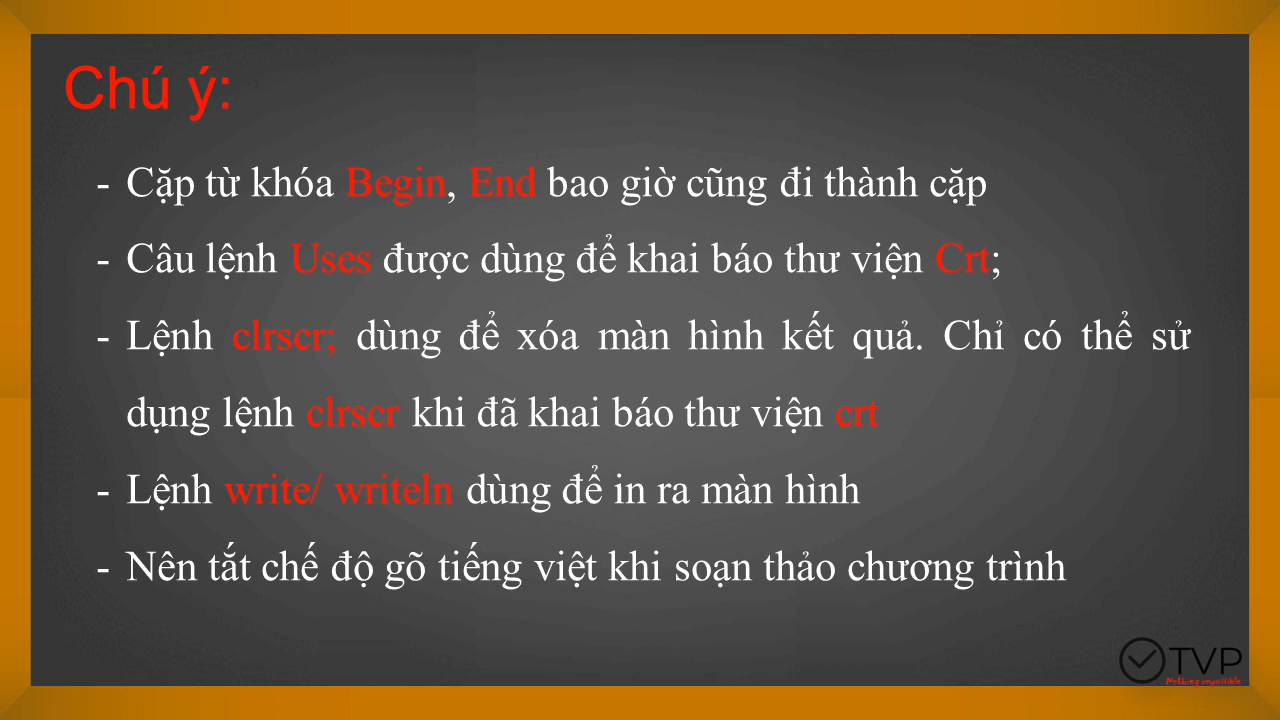 Chú ý:
- Cặp từ khóa Begin, End bao giờ cũng đi thành cặp
- Câu lệnh Uses được dùng để khai báo thư viện Crt;
- Lệnh clrscr; dùng để xóa màn hình kết quả. Chỉ có thể sử
dụng lệnh clrscr khi đã khai báo thư viện crt
- Lệnh write/ writeln dùng để in ra màn hình
- Nên tắt chế độ gõ tiếng việt khi soạn thảo chương trình
TVP
Nothing impossible